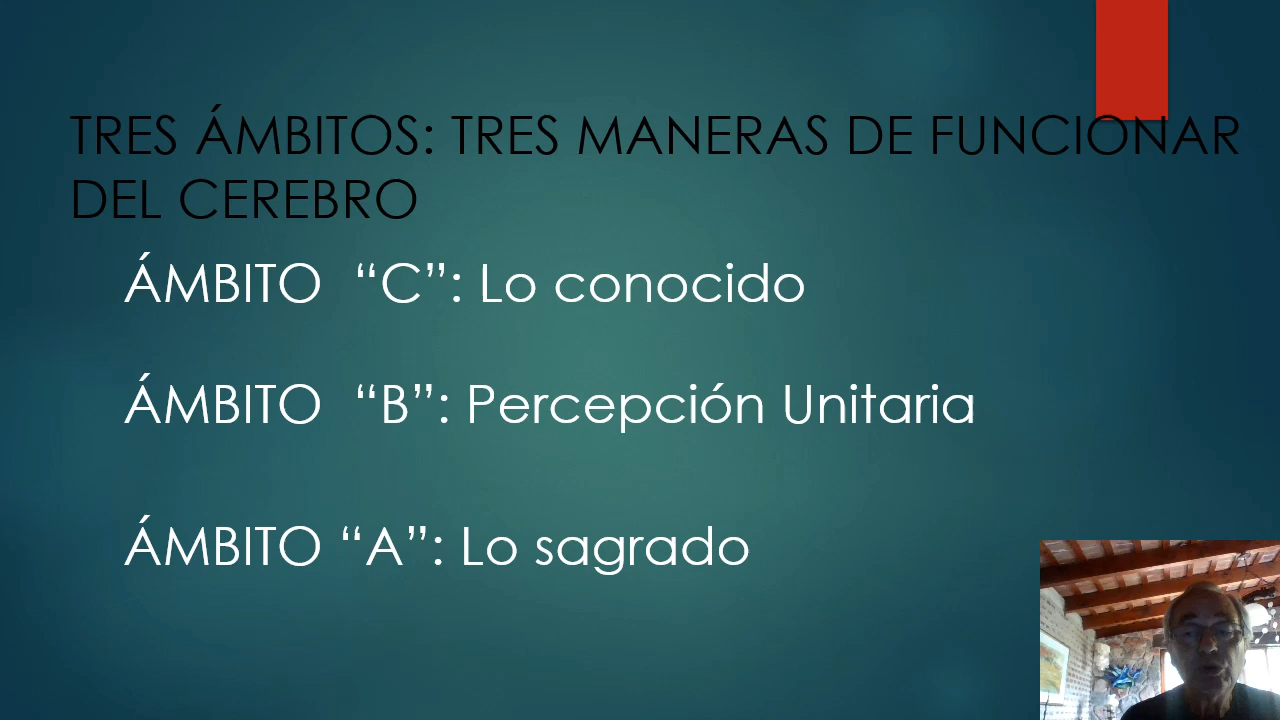 TRES ÁMBITOS: TRES MANERAS DE FUNCIONAR
DEL CEREBRO
ÁMBITO “C”: Lo conocido
ÁMBITO “B”: Percepción Unitaria
ÁMBITO “A”: Lo sagrado